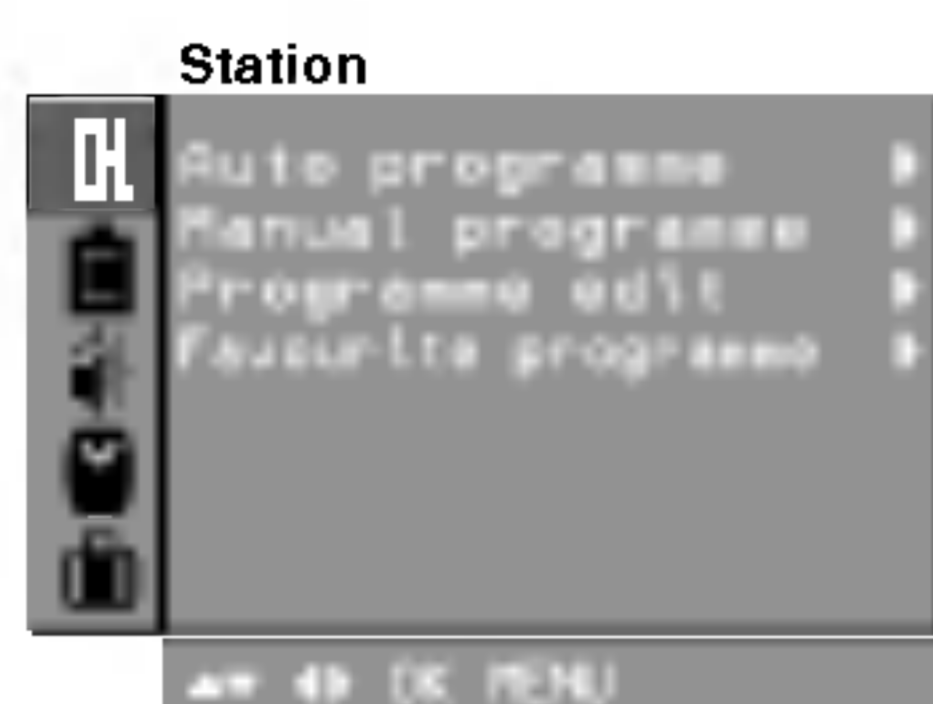 Station
CH
Auto programme
Manual programme
Programme edit
Favourite programme
OK MENU